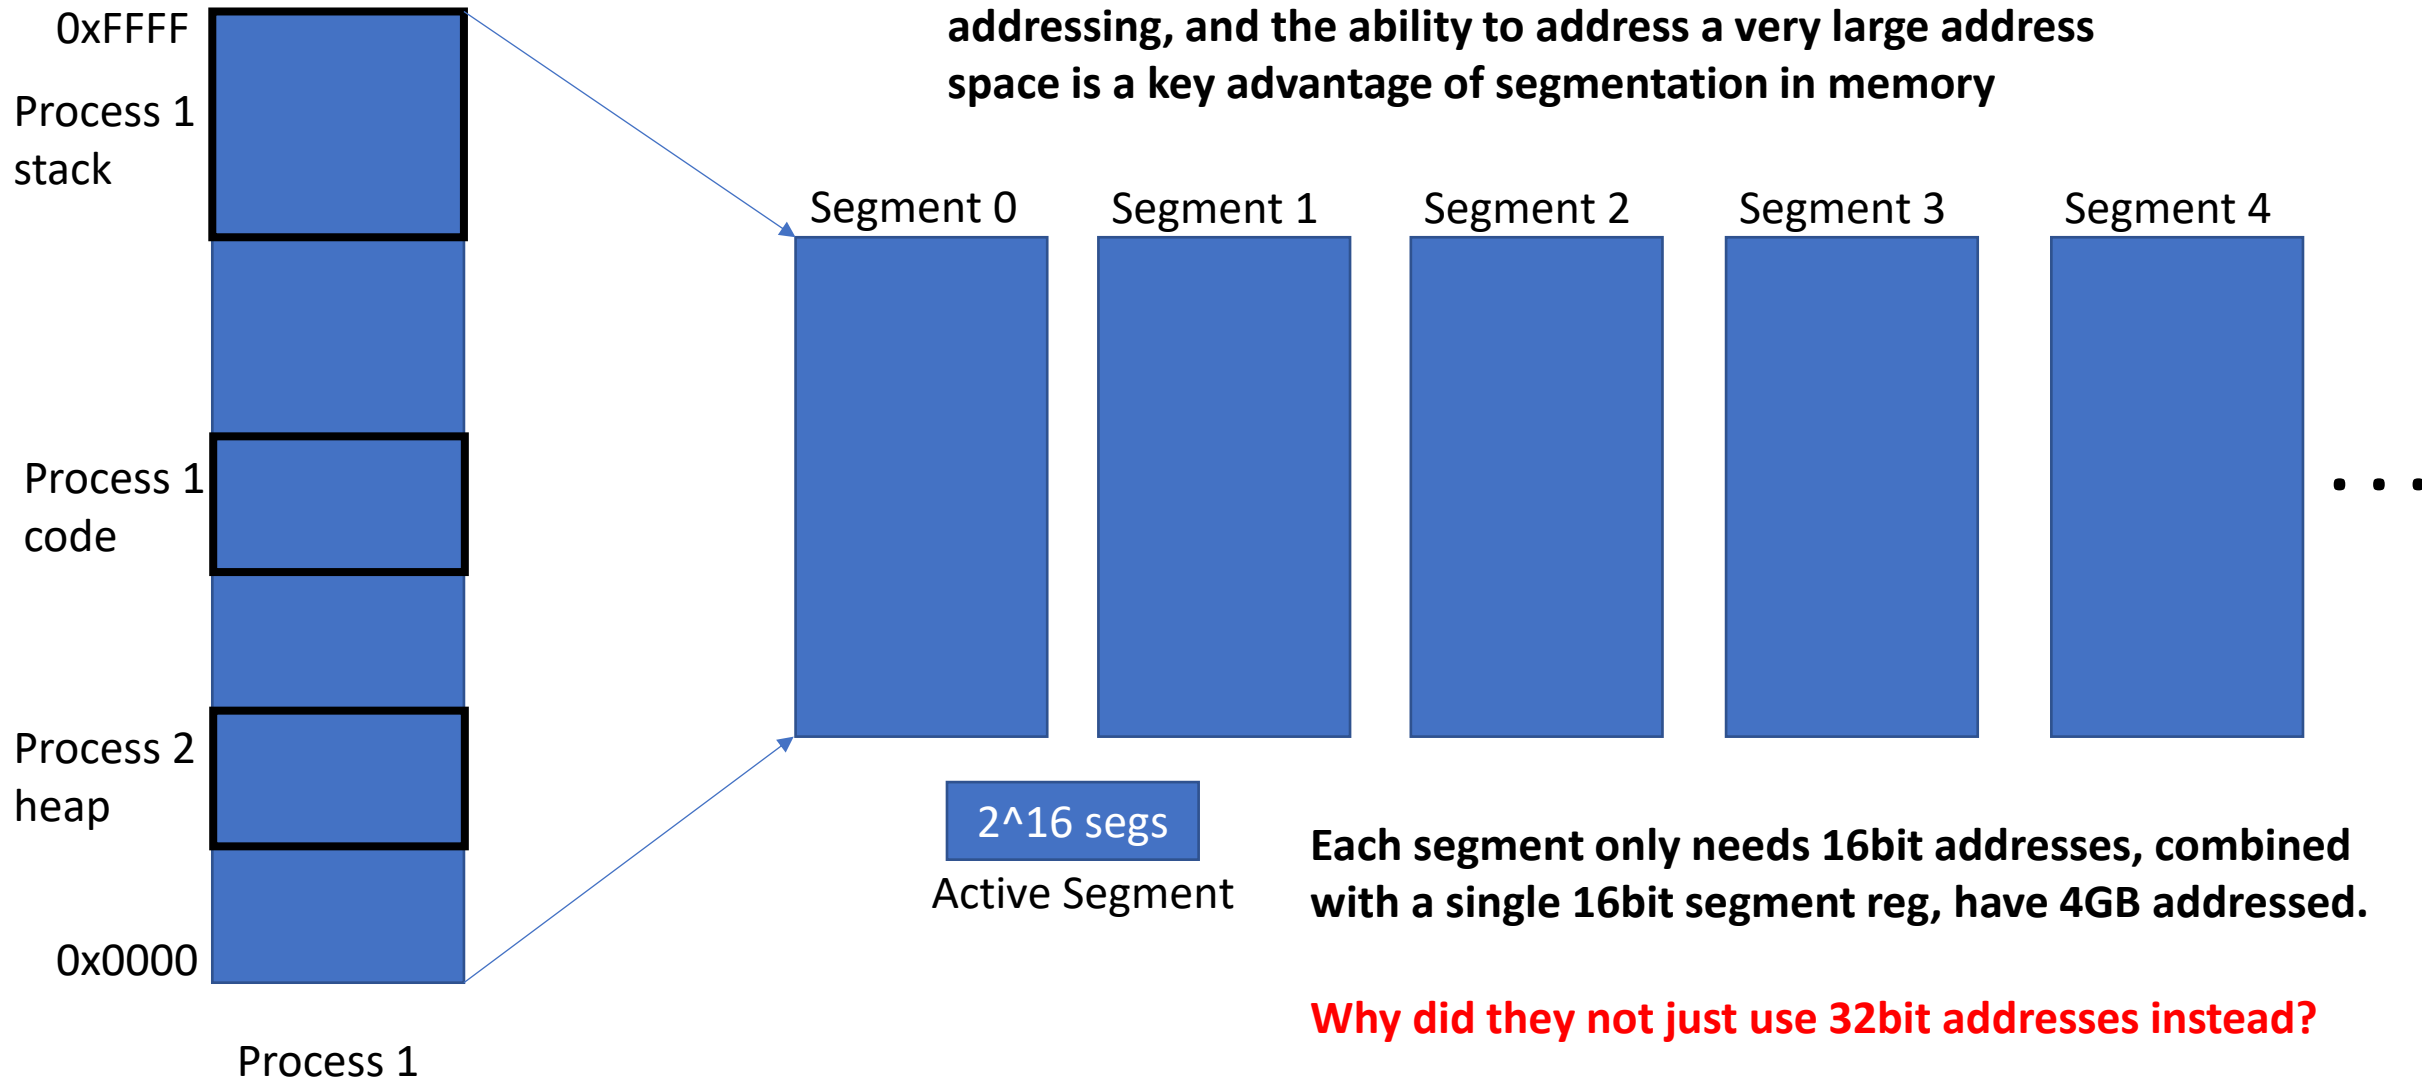 addressing, and the ability to address a very large address
space is a key advantage of segmentation in memory
0xFFFF
Process 1
stack
Process 1
code
Process 2
heap
0x0000
Process 1
Segment 0
Segment 1
Segment 2
Segment 3
Segment 4
. . .
2^16 segs
Active Segment
Each segment only needs 16bit addresses, combined
with a single 16bit segment reg, have 4GB addressed.
Why did they not just use 32bit addresses instead?